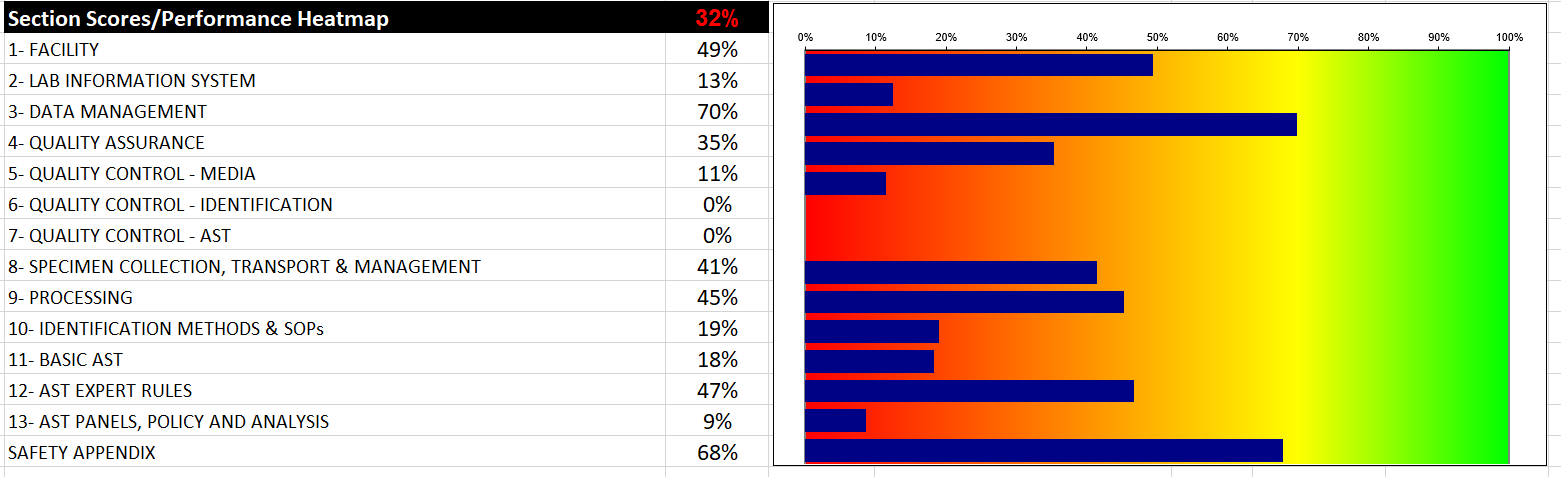 Section Scores/Performance Heatmap 32%
1- FACILITY 49%
2- LAB INFORMATION SYSTEM 13%
3- DATA MANAGEMENT 70%
4- QUALITY ASSURANCE 35%
5- QUALITY CONTROL - MEDIA 11%
6- QUALITY CONTROL - IDENTIFICATION 0%
7- QUALITY CONTROL - AST 0%
8- SPECIMEN COLLECTION, TRANSPORT & MANAGEMENT 41%
9- PROCESSING 45%
10- IDENTIFICATION METHODS & SOPs 19%
11- BASIC AST 18%
12- AST EXPERT RULES 47%
13- AST PANELS, POLICY AND ANALYSIS 9%
SAFETY APPENDIX 68%
0% 10% 20% 30% 40% 50% 60% 70% 80% 90% 100%